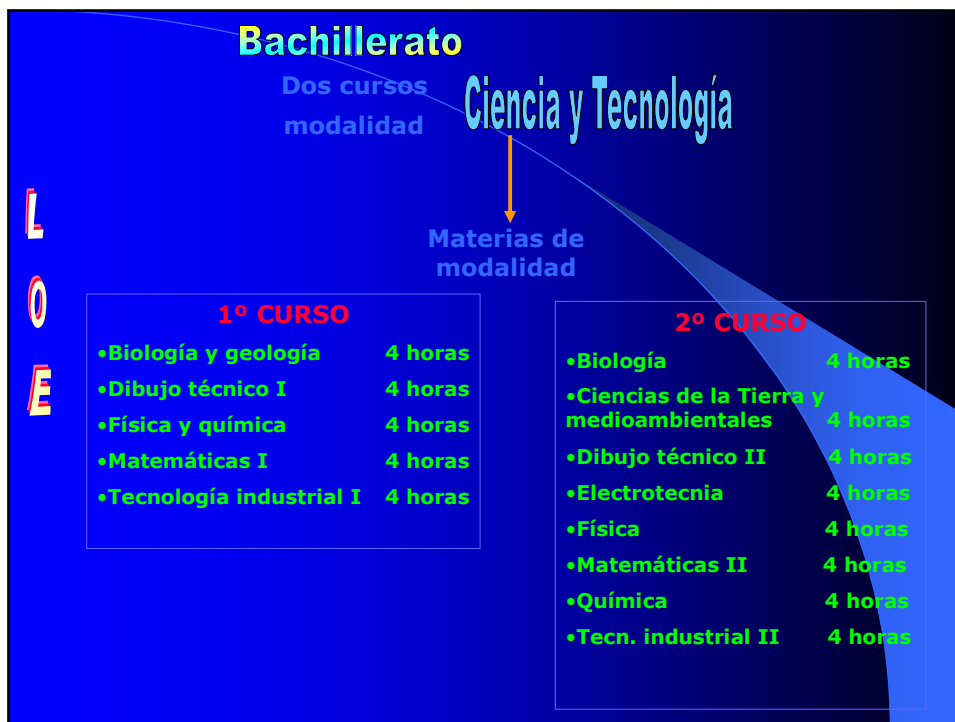 Bachillerato
Dos cursos
modalidad
Ciencia y Tecnología
Materias de
modalidad
L
O
E
1º CURSO
•Biología y geología 4 horas
•Dibujo técnico I 4 horas
•Física y química 4 horas
•Matemáticas I 4 horas
•Tecnología industrial I 4 horas
2º CURSO
•Biología 4 horas
•Ciencias de la Tierra y
medioambientales 4 horas
•Dibujo técnico II 4 horas
•Electrotecnia 4 horas
•Física 4 horas
•Matemáticas II 4 horas
•Química 4 horas
•Tecn. industrial II 4 horas